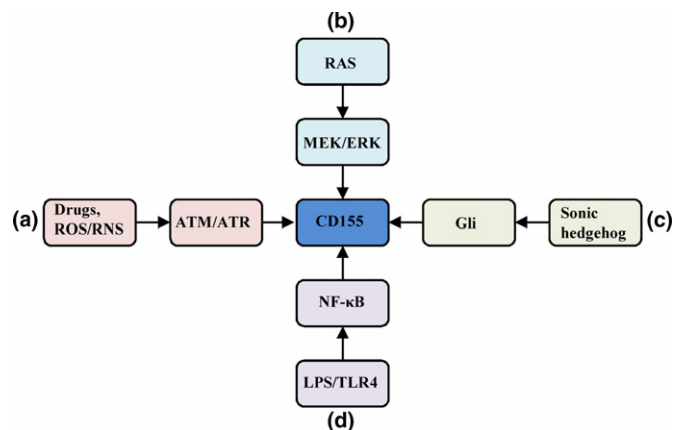 (b)
RAS
MEK/ERK
(a)
Drugs,
ROS/RNS
ATM/ATR
CD155
Gli
Sonic
hedgehog
(c)
NF-κB
LPS/TLR4
(d)